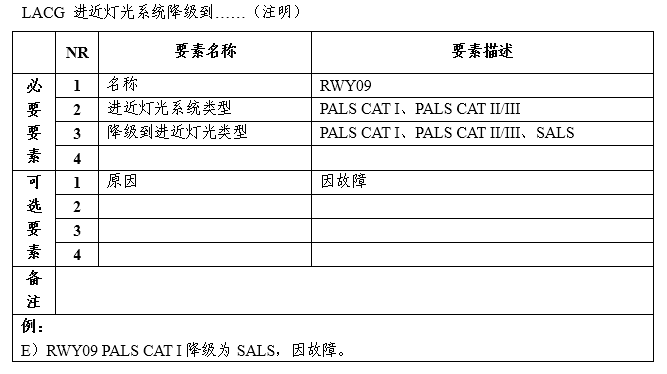 LACG 进近灯光系统降级到……（注明）
NR 要素名称 要素描述
必要要素
1 名称 RWY09
2 进近灯光系统类型 PALS CAT I、PALS CAT II/III
3 降级到进近灯光类型 PALS CAT I、PALS CAT II/III、SALS
4
可选要素
1 原因 因故障
2
3
4
备注
例：
E）RWY09 PALS CAT I 降级为 SALS，因故障。